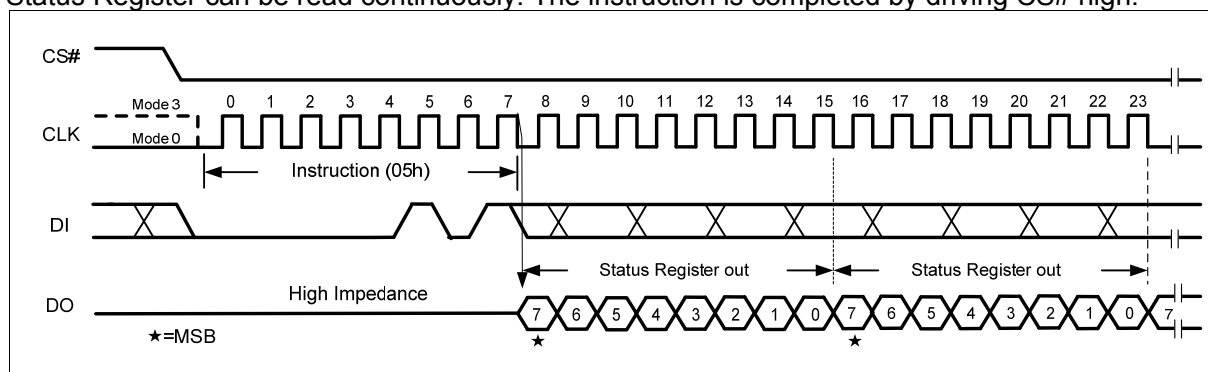 Status Register can be read continuously. The instruction is completed by driving CS# high.
CS#
Mode 3
0 1 2 3 4 5 6 7 8 9 10 11 12 13 14 15 16 17 18 19 20 21 22 23
CLK
Mode 0
Instruction (05h)
DI
Status Register out
Status Register out
High Impedance
DO
7 6 5 4 3 2 1 0 7 6 5 4 3 2 1 0 7
★=MSB
★
★